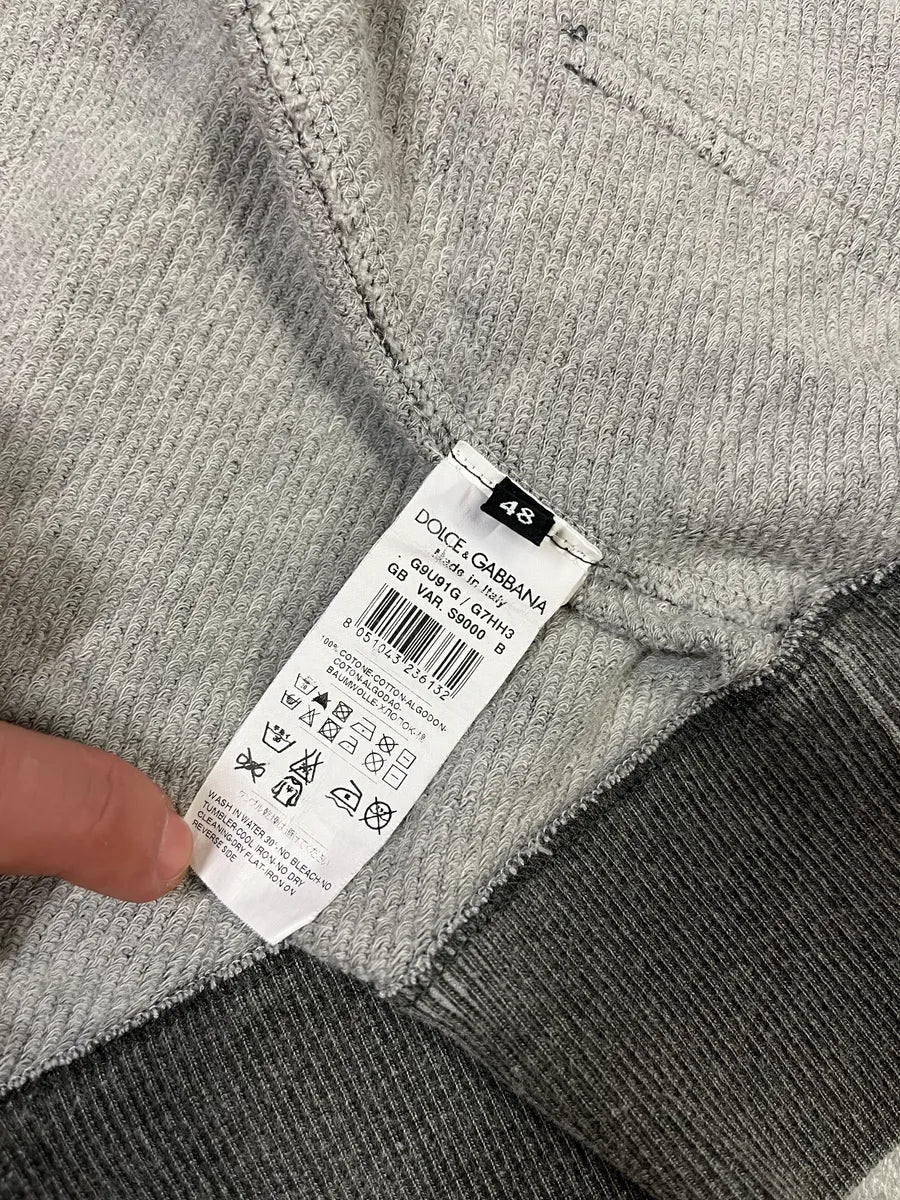 48
DOLCE & GABBANA
Made in Italy
G9U91G / G7HH3
GB VAR. S9000 B
8 051043 236132
100% COTONE-COTTON-ALGODON-
COTON-ALGODAO-
BAUMWOLLE-ХЛОПОК-棉
WASH IN WATER 30°-NO BLEACH-NO
TUMBLER-COOL IRON-NO DRY
CLEANING-DRY FLAT-IRON ON
REVERSE SIDE